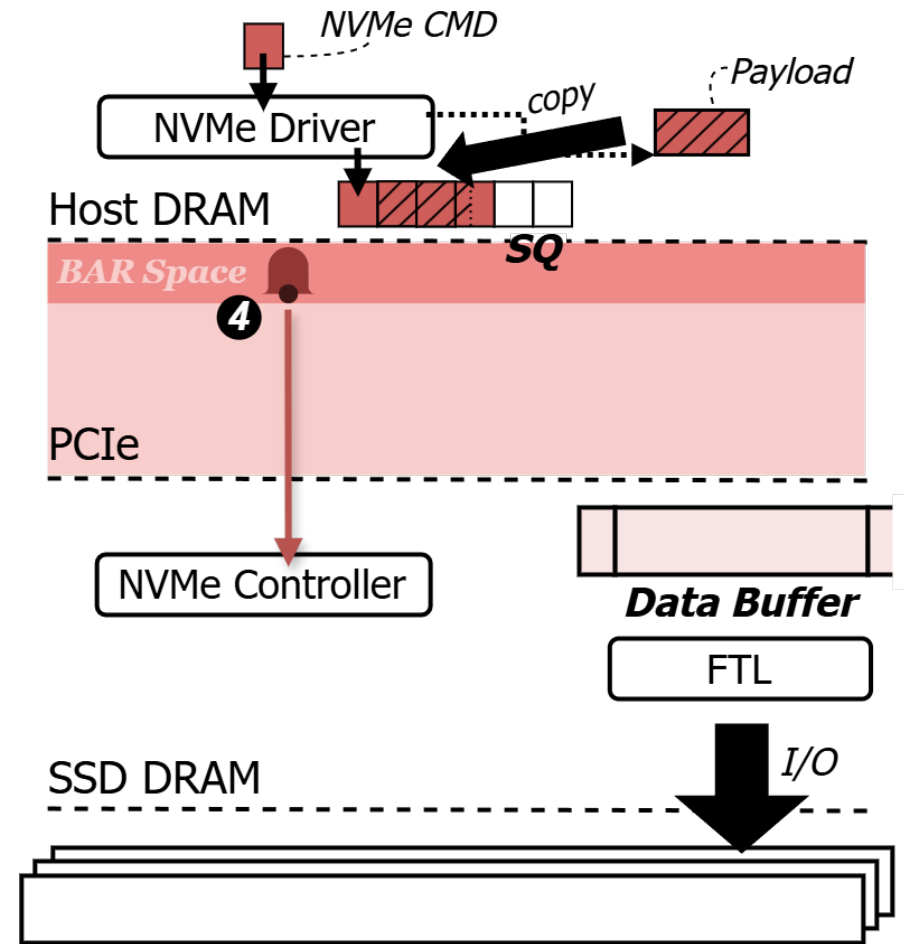 NVMe CMD
Payload
copy
NVMe Driver
Host DRAM
SQ
BAR Space
4
PCIe
NVMe Controller
Data Buffer
FTL
I/O
SSD DRAM